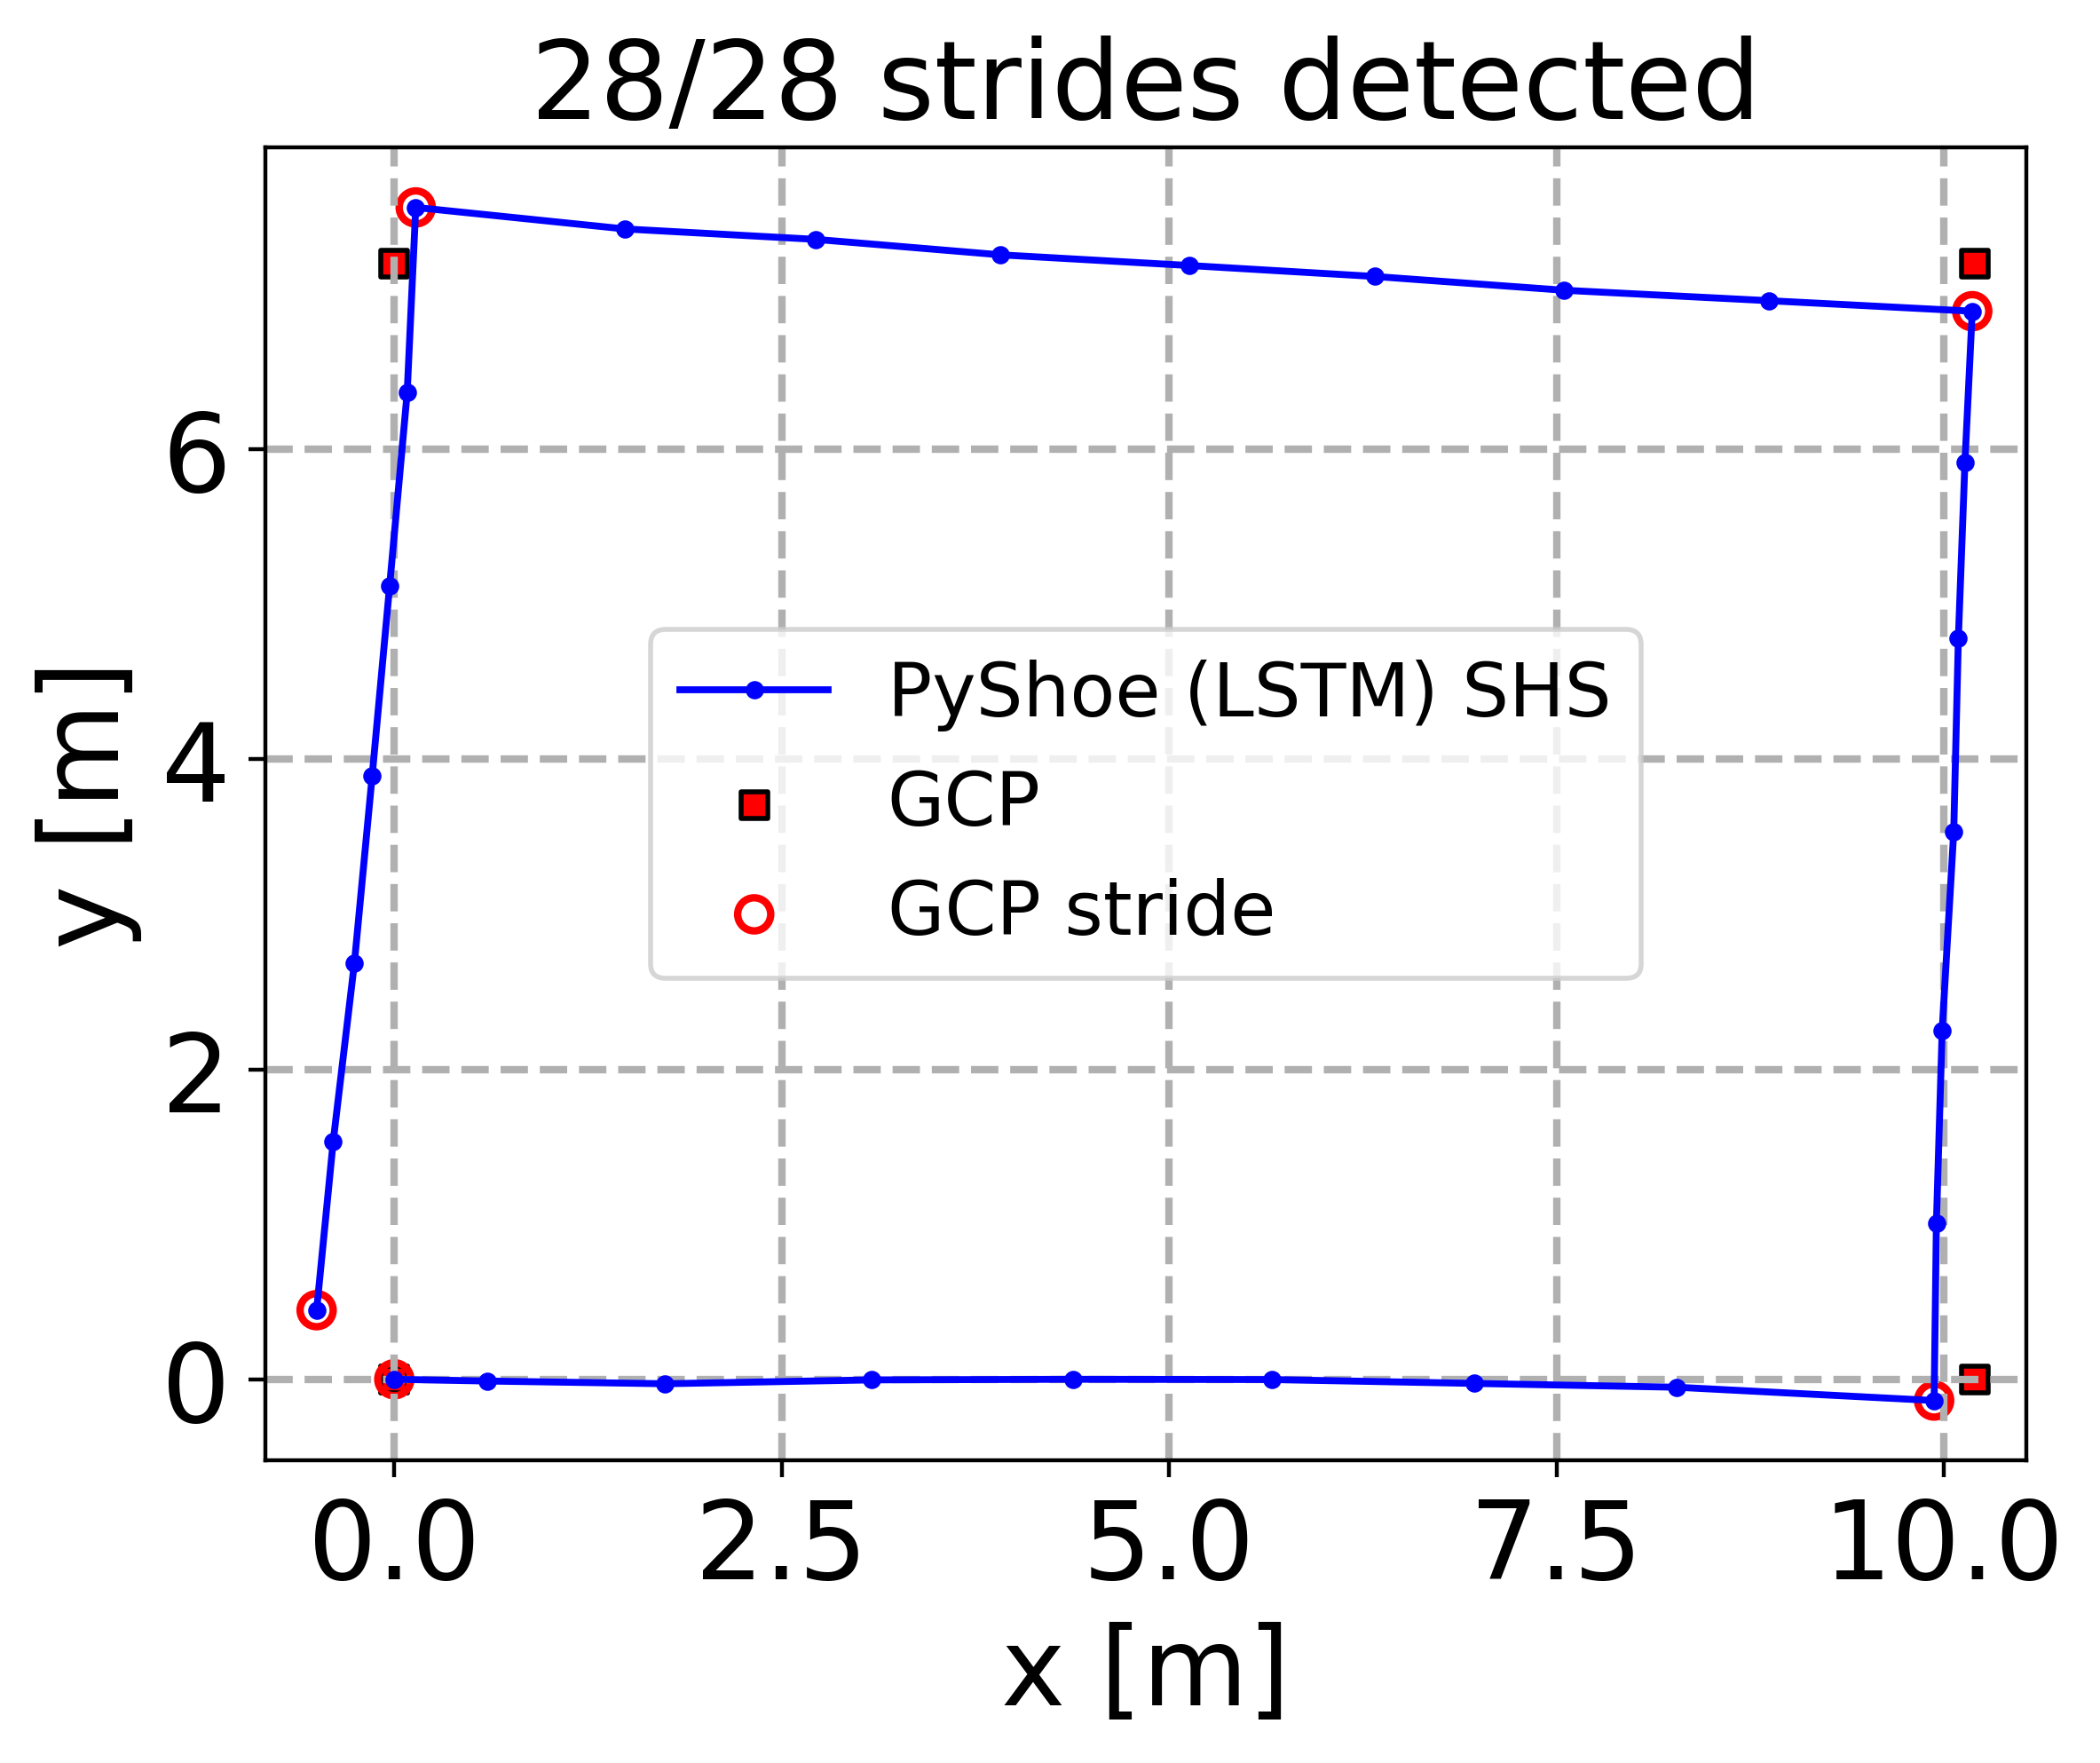 28/28 strides detected
y [m]
6
4
2
0
PyShoe (LSTM) SHS
GCP
GCP stride
0.0 2.5 5.0 7.5 10.0
x [m]